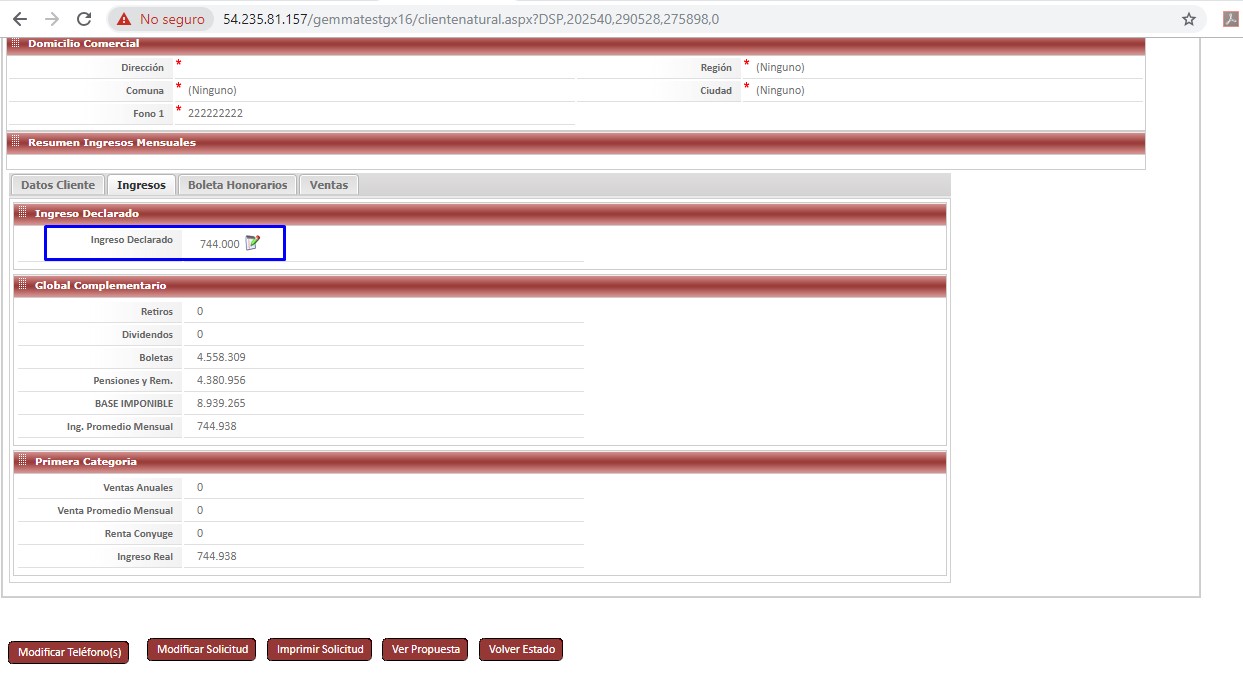 No seguro 54.235.81.157/gemmatestgx16/clientenatural.aspx?DSP,202540,290528,275898,0
Domicilio Comercial
Dirección * Región * (Ninguno)
Comuna * (Ninguno) Ciudad * (Ninguno)
Fono 1 * 222222222
Resumen Ingresos Mensuales
Datos Cliente Ingresos Boleta Honorarios Ventas
Ingreso Declarado
Ingreso Declarado 744.000
Global Complementario
Retiros 0
Dividendos 0
Boletas 4.558.309
Pensiones y Rem. 4.380.956
BASE IMPONIBLE 8.939.265
Ing. Promedio Mensual 744.938
Primera Categoria
Ventas Anuales 0
Venta Promedio Mensual 0
Renta Conyuge 0
Ingreso Real 744.938
Modificar Teléfono(s) Modificar Solicitud Imprimir Solicitud Ver Propuesta Volver Estado